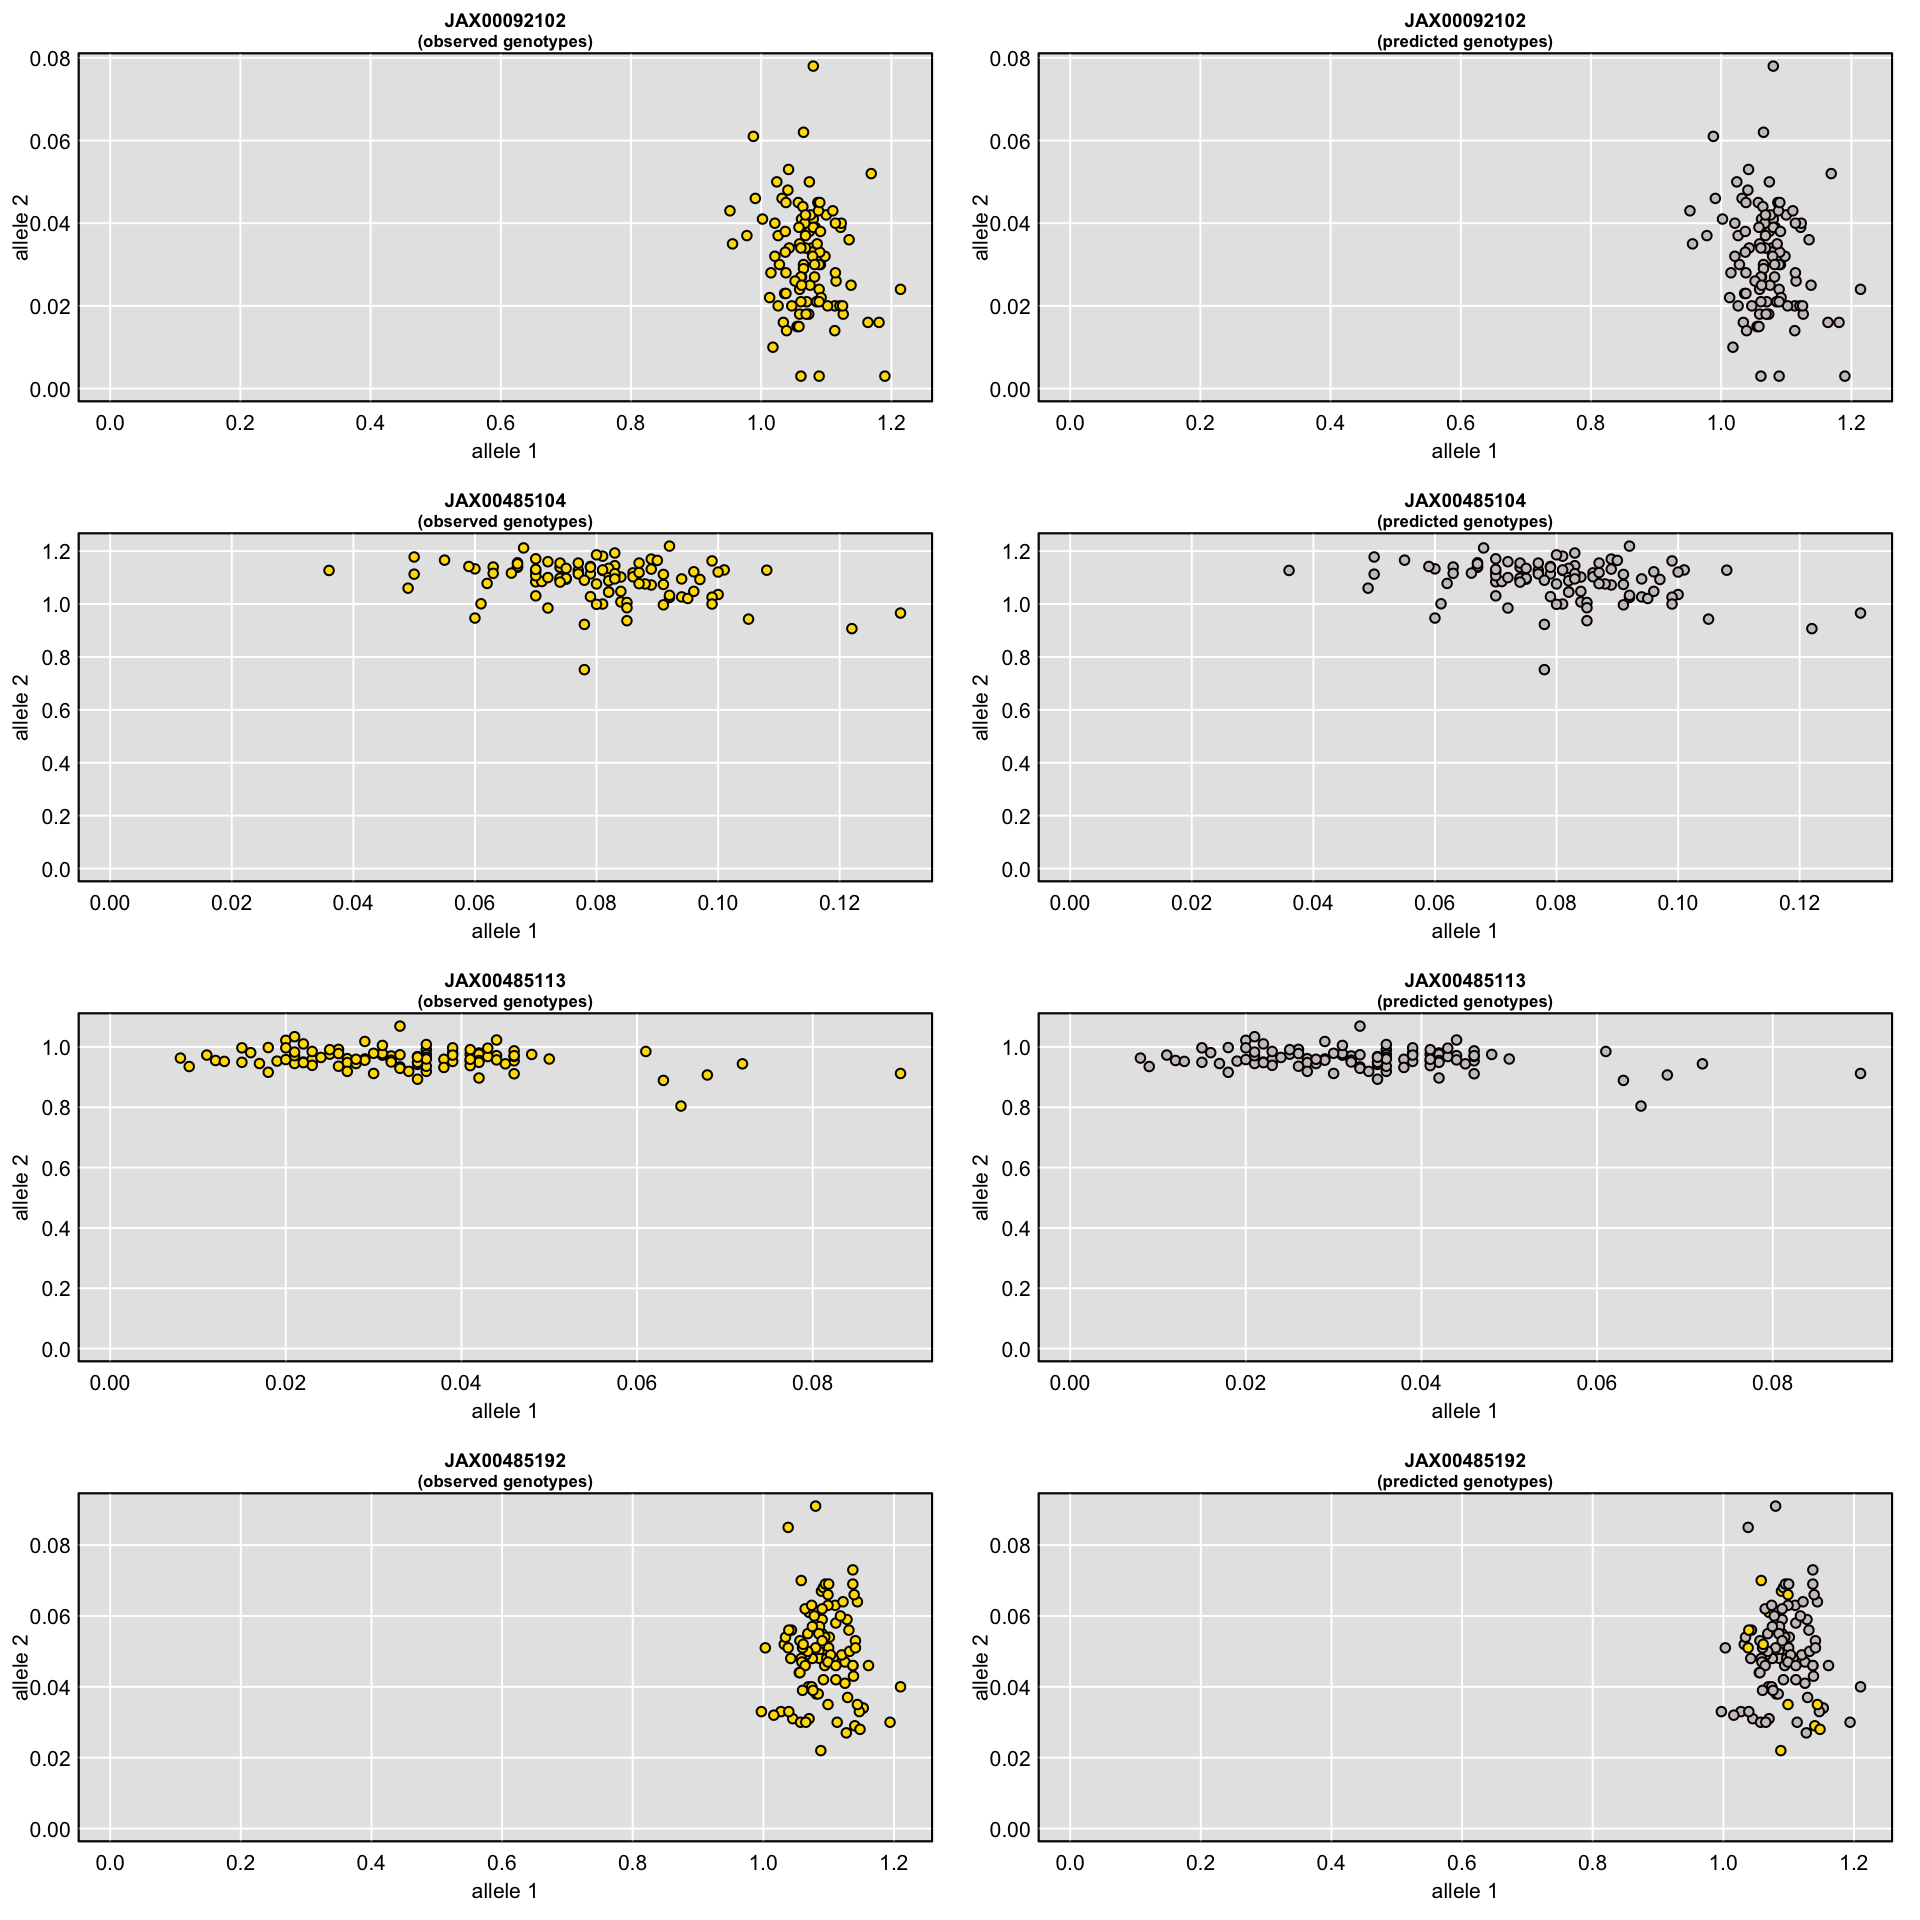 JAX00092102
(observed genotypes)
0.08
0.06
0.04
0.02
0.00
allele 2
0.0 0.2 0.4 0.6 0.8 1.0 1.2
allele 1
JAX00092102
(predicted genotypes)
0.08
0.06
0.04
0.02
0.00
allele 2
0.0 0.2 0.4 0.6 0.8 1.0 1.2
allele 1
JAX00485104
(observed genotypes)
1.2
1.0
0.8
0.6
0.4
0.2
0.0
allele 2
0.00 0.02 0.04 0.06 0.08 0.10 0.12
allele 1
JAX00485104
(predicted genotypes)
1.2
1.0
0.8
0.6
0.4
0.2
0.0
allele 2
0.00 0.02 0.04 0.06 0.08 0.10 0.12
allele 1
JAX00485113
(observed genotypes)
1.0
0.8
0.6
0.4
0.2
0.0
allele 2
0.00 0.02 0.04 0.06 0.08
allele 1
JAX00485113
(predicted genotypes)
1.0
0.8
0.6
0.4
0.2
0.0
allele 2
0.00 0.02 0.04 0.06 0.08
allele 1
JAX00485192
(observed genotypes)
0.08
0.06
0.04
0.02
0.00
allele 2
0.0 0.2 0.4 0.6 0.8 1.0 1.2
allele 1
JAX00485192
(predicted genotypes)
0.08
0.06
0.04
0.02
0.00
allele 2
0.0 0.2 0.4 0.6 0.8 1.0 1.2
allele 1